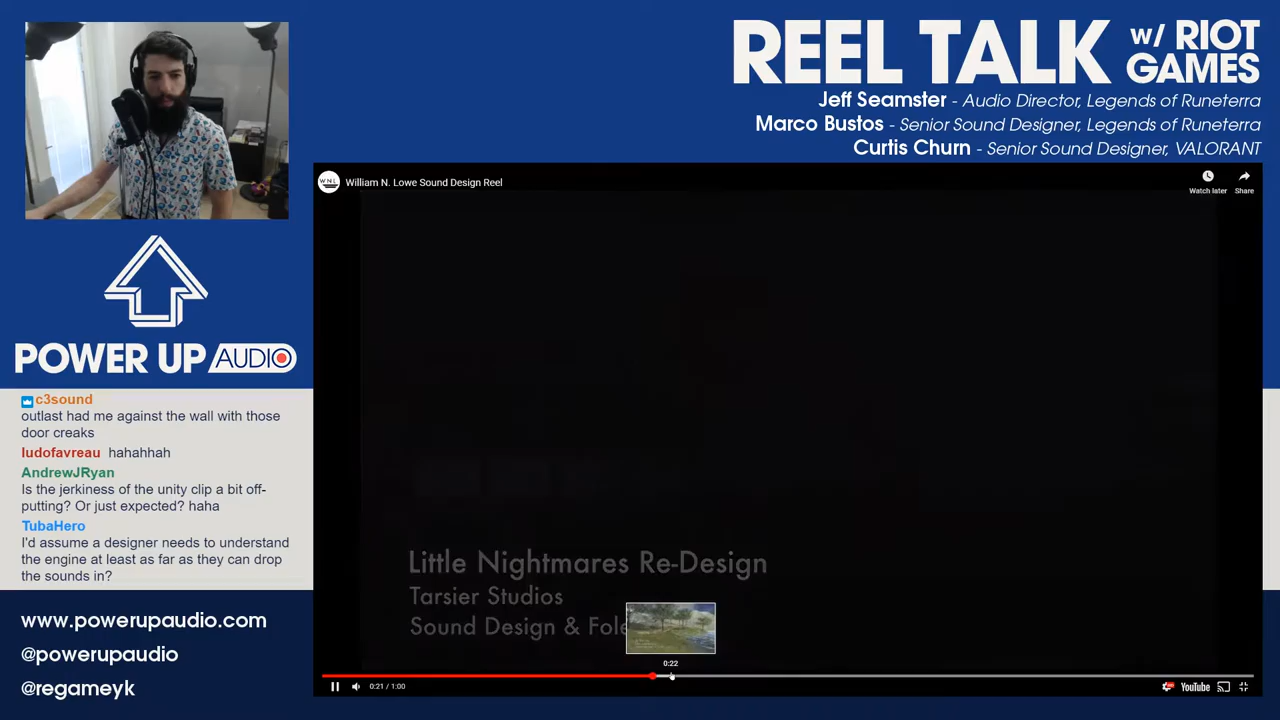 REEL TALK w/ RIOT GAMES
Jeff Seamster - Audio Director, Legends of Runeterra
Marco Bustos - Senior Sound Designer, Legends of Runeterra
Curtis Churn - Senior Sound Designer, VALORANT
WNL
William N. Lowe Sound Design Reel
Watch later
Share
POWER UP AUDIO
c3sound
outlast had me against the wall with those
door creaks
ludofavreau hahahhah
AndrewJRyan
Is the jerkiness of the unity clip a bit off-
putting? Or just expected? haha
TubaHero
I'd assume a designer needs to understand
the engine at least as far as they can drop
the sounds in?
www.powerupaudio.com
@powerupaudio
@regameyk
Little Nightmares Re-Design
Tarsier Studios
Sound Design & Fole
0:22
0:21 / 1:00
YouTube